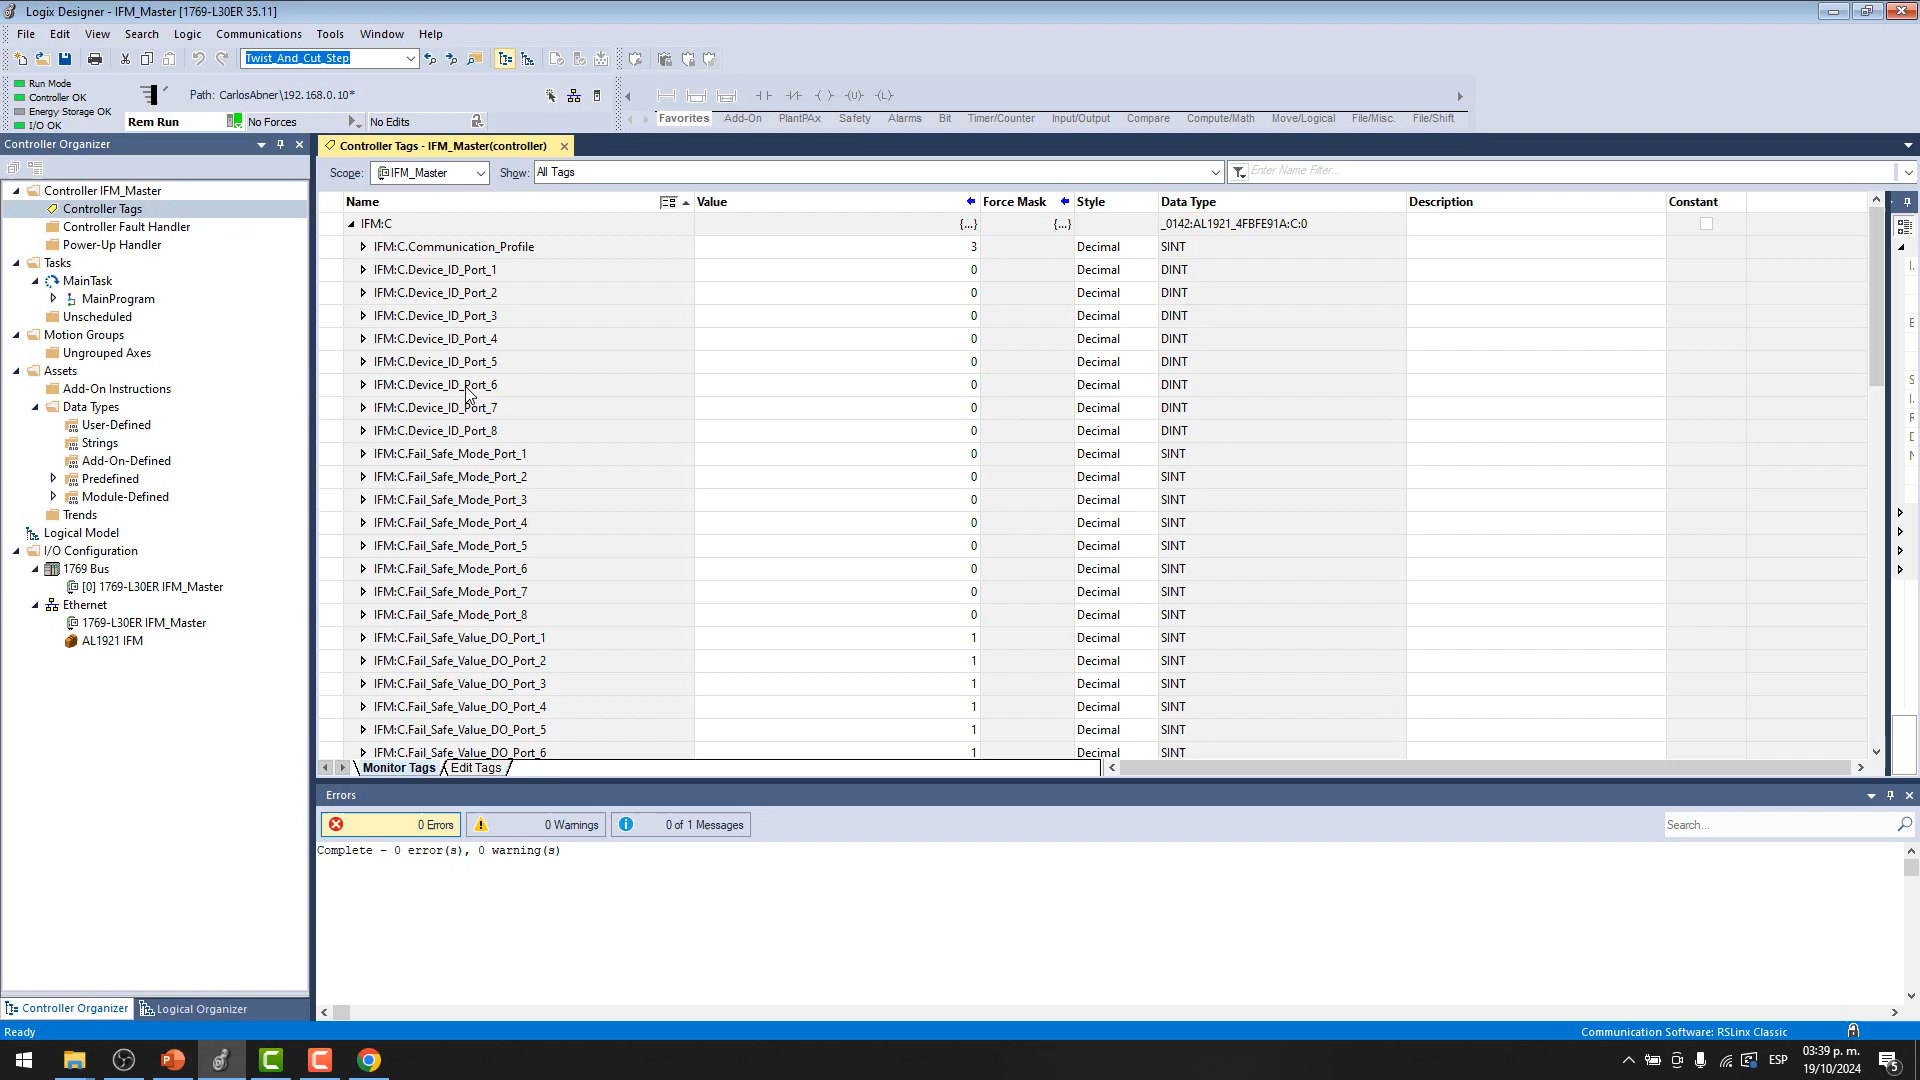 Logix Designer - IFM_Master [1769-L30ER 35.11]
File Edit View Search Logic Communications Tools Window Help
Twist_And_Cut_Step
Run Mode
Controller OK
Energy Storage OK
I/O OK
Path: CarlosAbner\192.168.0.10*
Rem Run No Forces No Edits
Favorites Add-On PlantPAx Safety Alarms Bit Timer/Counter Input/Output Compare Compute/Math Move/Logical File/Misc. File/Shift
Controller Organizer
Controller IFM_Master
Controller Tags
Controller Fault Handler
Power-Up Handler
Tasks
MainTask
MainProgram
Unscheduled
Motion Groups
Ungrouped Axes
Assets
Add-On Instructions
Data Types
User-Defined
Strings
Add-On-Defined
Predefined
Module-Defined
Trends
Logical Model
I/O Configuration
1769 Bus
[0] 1769-L30ER IFM_Master
Ethernet
1769-L30ER IFM_Master
AL1921 IFM
Controller Organizer Logical Organizer
Controller Tags - IFM_Master(controller)
Scope: IFM_Master Show: All Tags Enter Name Filter...
Name Value Force Mask Style Data Type Description Constant
IFM:C {...} {...} _0142:AL1921_4FBFE91A:C:0
IFM:C.Communication_Profile 3 Decimal SINT
IFM:C.Device_ID_Port_1 0 Decimal DINT
IFM:C.Device_ID_Port_2 0 Decimal DINT
IFM:C.Device_ID_Port_3 0 Decimal DINT
IFM:C.Device_ID_Port_4 0 Decimal DINT
IFM:C.Device_ID_Port_5 0 Decimal DINT
IFM:C.Device_ID_Port_6 0 Decimal DINT
IFM:C.Device_ID_Port_7 0 Decimal DINT
IFM:C.Device_ID_Port_8 0 Decimal DINT
IFM:C.Fail_Safe_Mode_Port_1 0 Decimal SINT
IFM:C.Fail_Safe_Mode_Port_2 0 Decimal SINT
IFM:C.Fail_Safe_Mode_Port_3 0 Decimal SINT
IFM:C.Fail_Safe_Mode_Port_4 0 Decimal SINT
IFM:C.Fail_Safe_Mode_Port_5 0 Decimal SINT
IFM:C.Fail_Safe_Mode_Port_6 0 Decimal SINT
IFM:C.Fail_Safe_Mode_Port_7 0 Decimal SINT
IFM:C.Fail_Safe_Mode_Port_8 0 Decimal SINT
IFM:C.Fail_Safe_Value_DO_Port_1 1 Decimal SINT
IFM:C.Fail_Safe_Value_DO_Port_2 1 Decimal SINT
IFM:C.Fail_Safe_Value_DO_Port_3 1 Decimal SINT
IFM:C.Fail_Safe_Value_DO_Port_4 1 Decimal SINT
IFM:C.Fail_Safe_Value_DO_Port_5 1 Decimal SINT
IFM:C.Fail_Safe_Value_DO_Port_6 1 Decimal SINT
Monitor Tags Edit Tags
Errors
0 Errors 0 Warnings 0 of 1 Messages Search...
Complete - 0 error(s), 0 warning(s)
Ready Communication Software: RSLinx Classic
ESP 03:39 p. m.
19/10/2024
5